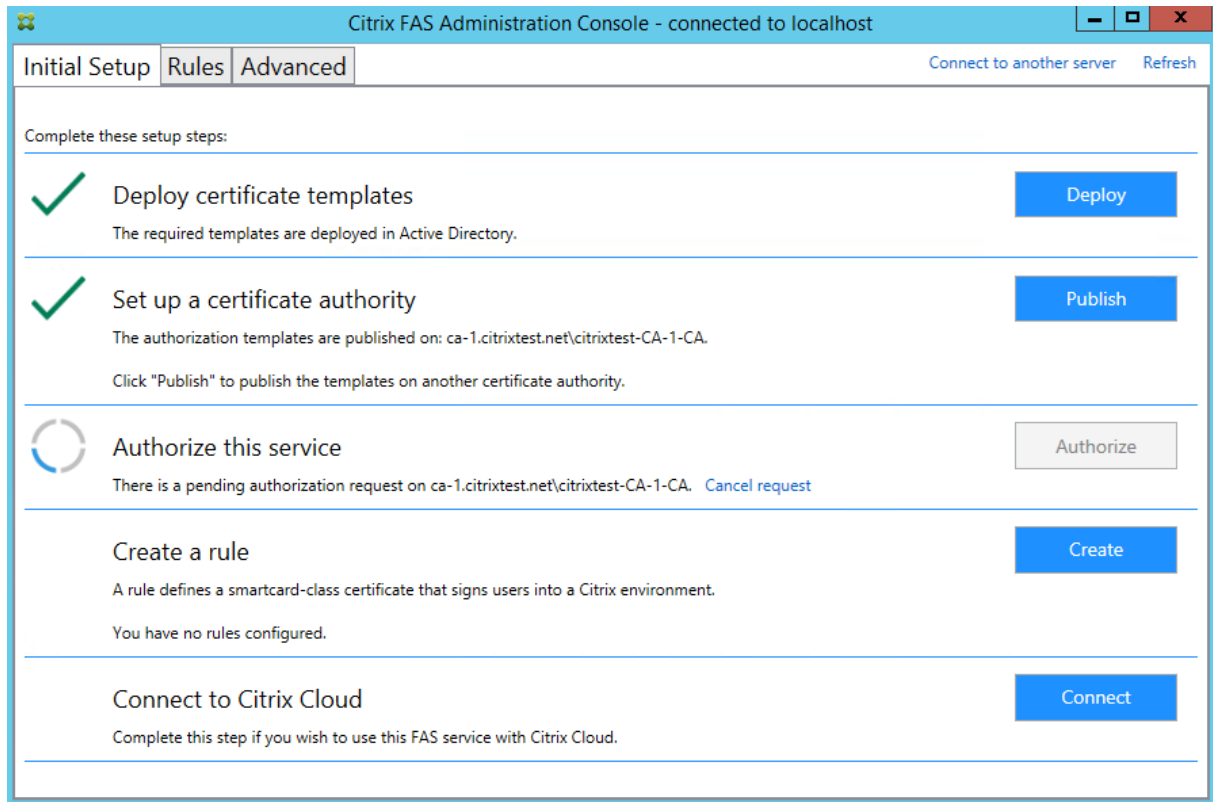 Citrix FAS Administration Console - connected to localhost
Initial Setup Rules Advanced Connect to another server Refresh
Complete these setup steps:
Deploy certificate templates Deploy
The required templates are deployed in Active Directory.
Set up a certificate authority Publish
The authorization templates are published on: ca-1.citrixtest.net\citrixtest-CA-1-CA.
Click "Publish" to publish the templates on another certificate authority.
Authorize this service Authorize
There is a pending authorization request on ca-1.citrixtest.net\citrixtest-CA-1-CA. Cancel request
Create a rule Create
A rule defines a smartcard-class certificate that signs users into a Citrix environment.
You have no rules configured.
Connect to Citrix Cloud Connect
Complete this step if you wish to use this FAS service with Citrix Cloud.